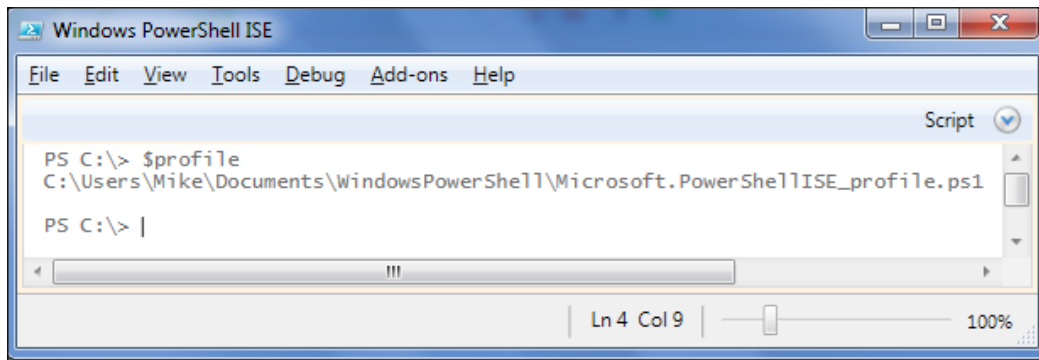 Windows PowerShell ISE
File Edit View Tools Debug Add-ons Help
Script
PS C:\> $profile
C:\Users\Mike\Documents\WindowsPowerShell\Microsoft.PowerShellISE_profile.ps1
PS C:\>
Ln 4 Col 9 100%